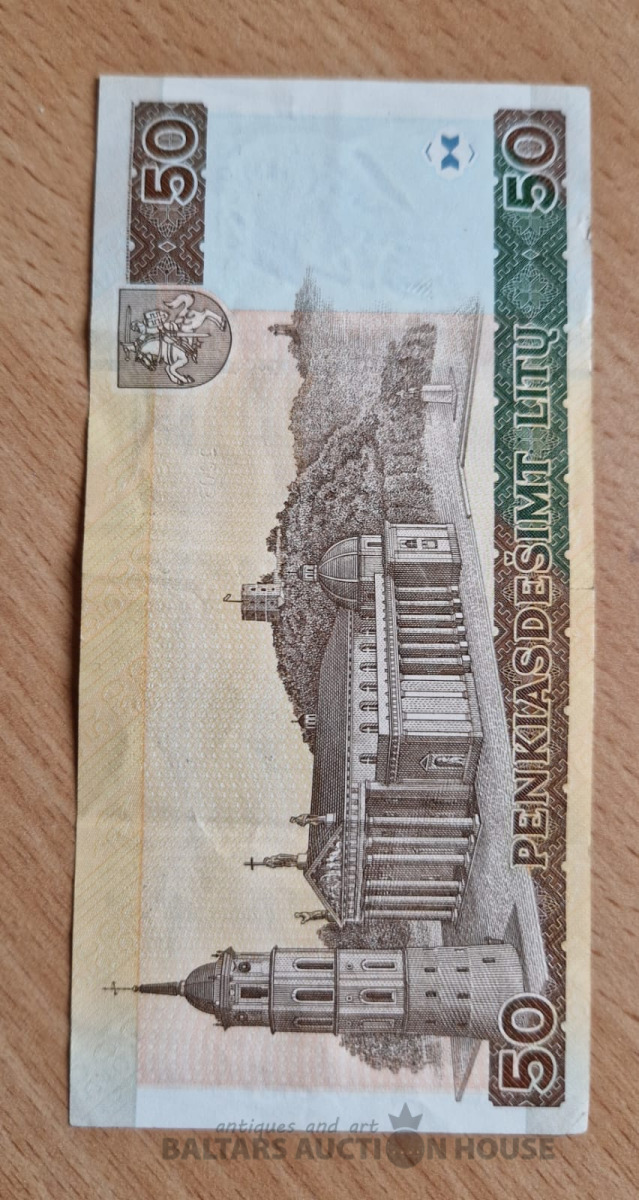 50
50
PENKIASDEŠIMT LITŲ
50
antiques and art
BALTARS AUCTION HOUSE